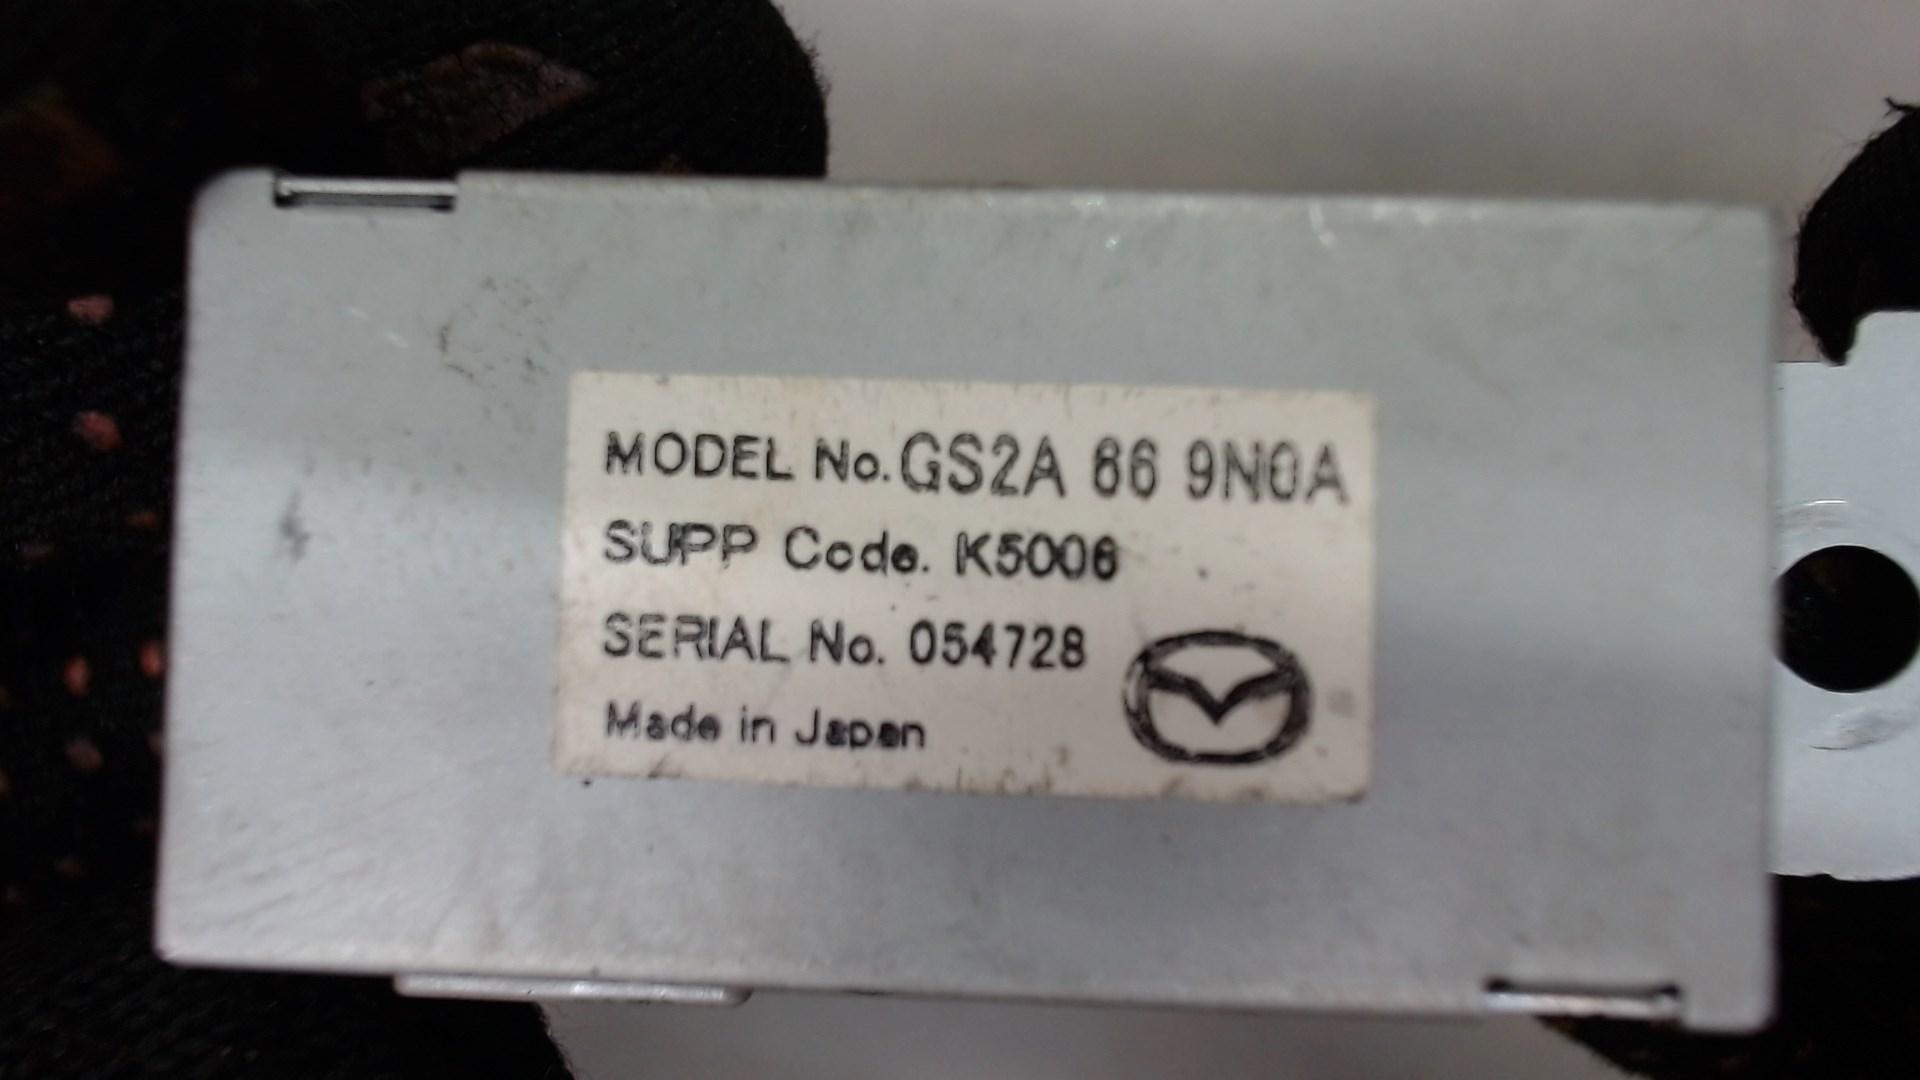 MODEL No. GS2A 66 9N0A
SUPP Code. K5006
SERIAL No. 054728
Made in Japan